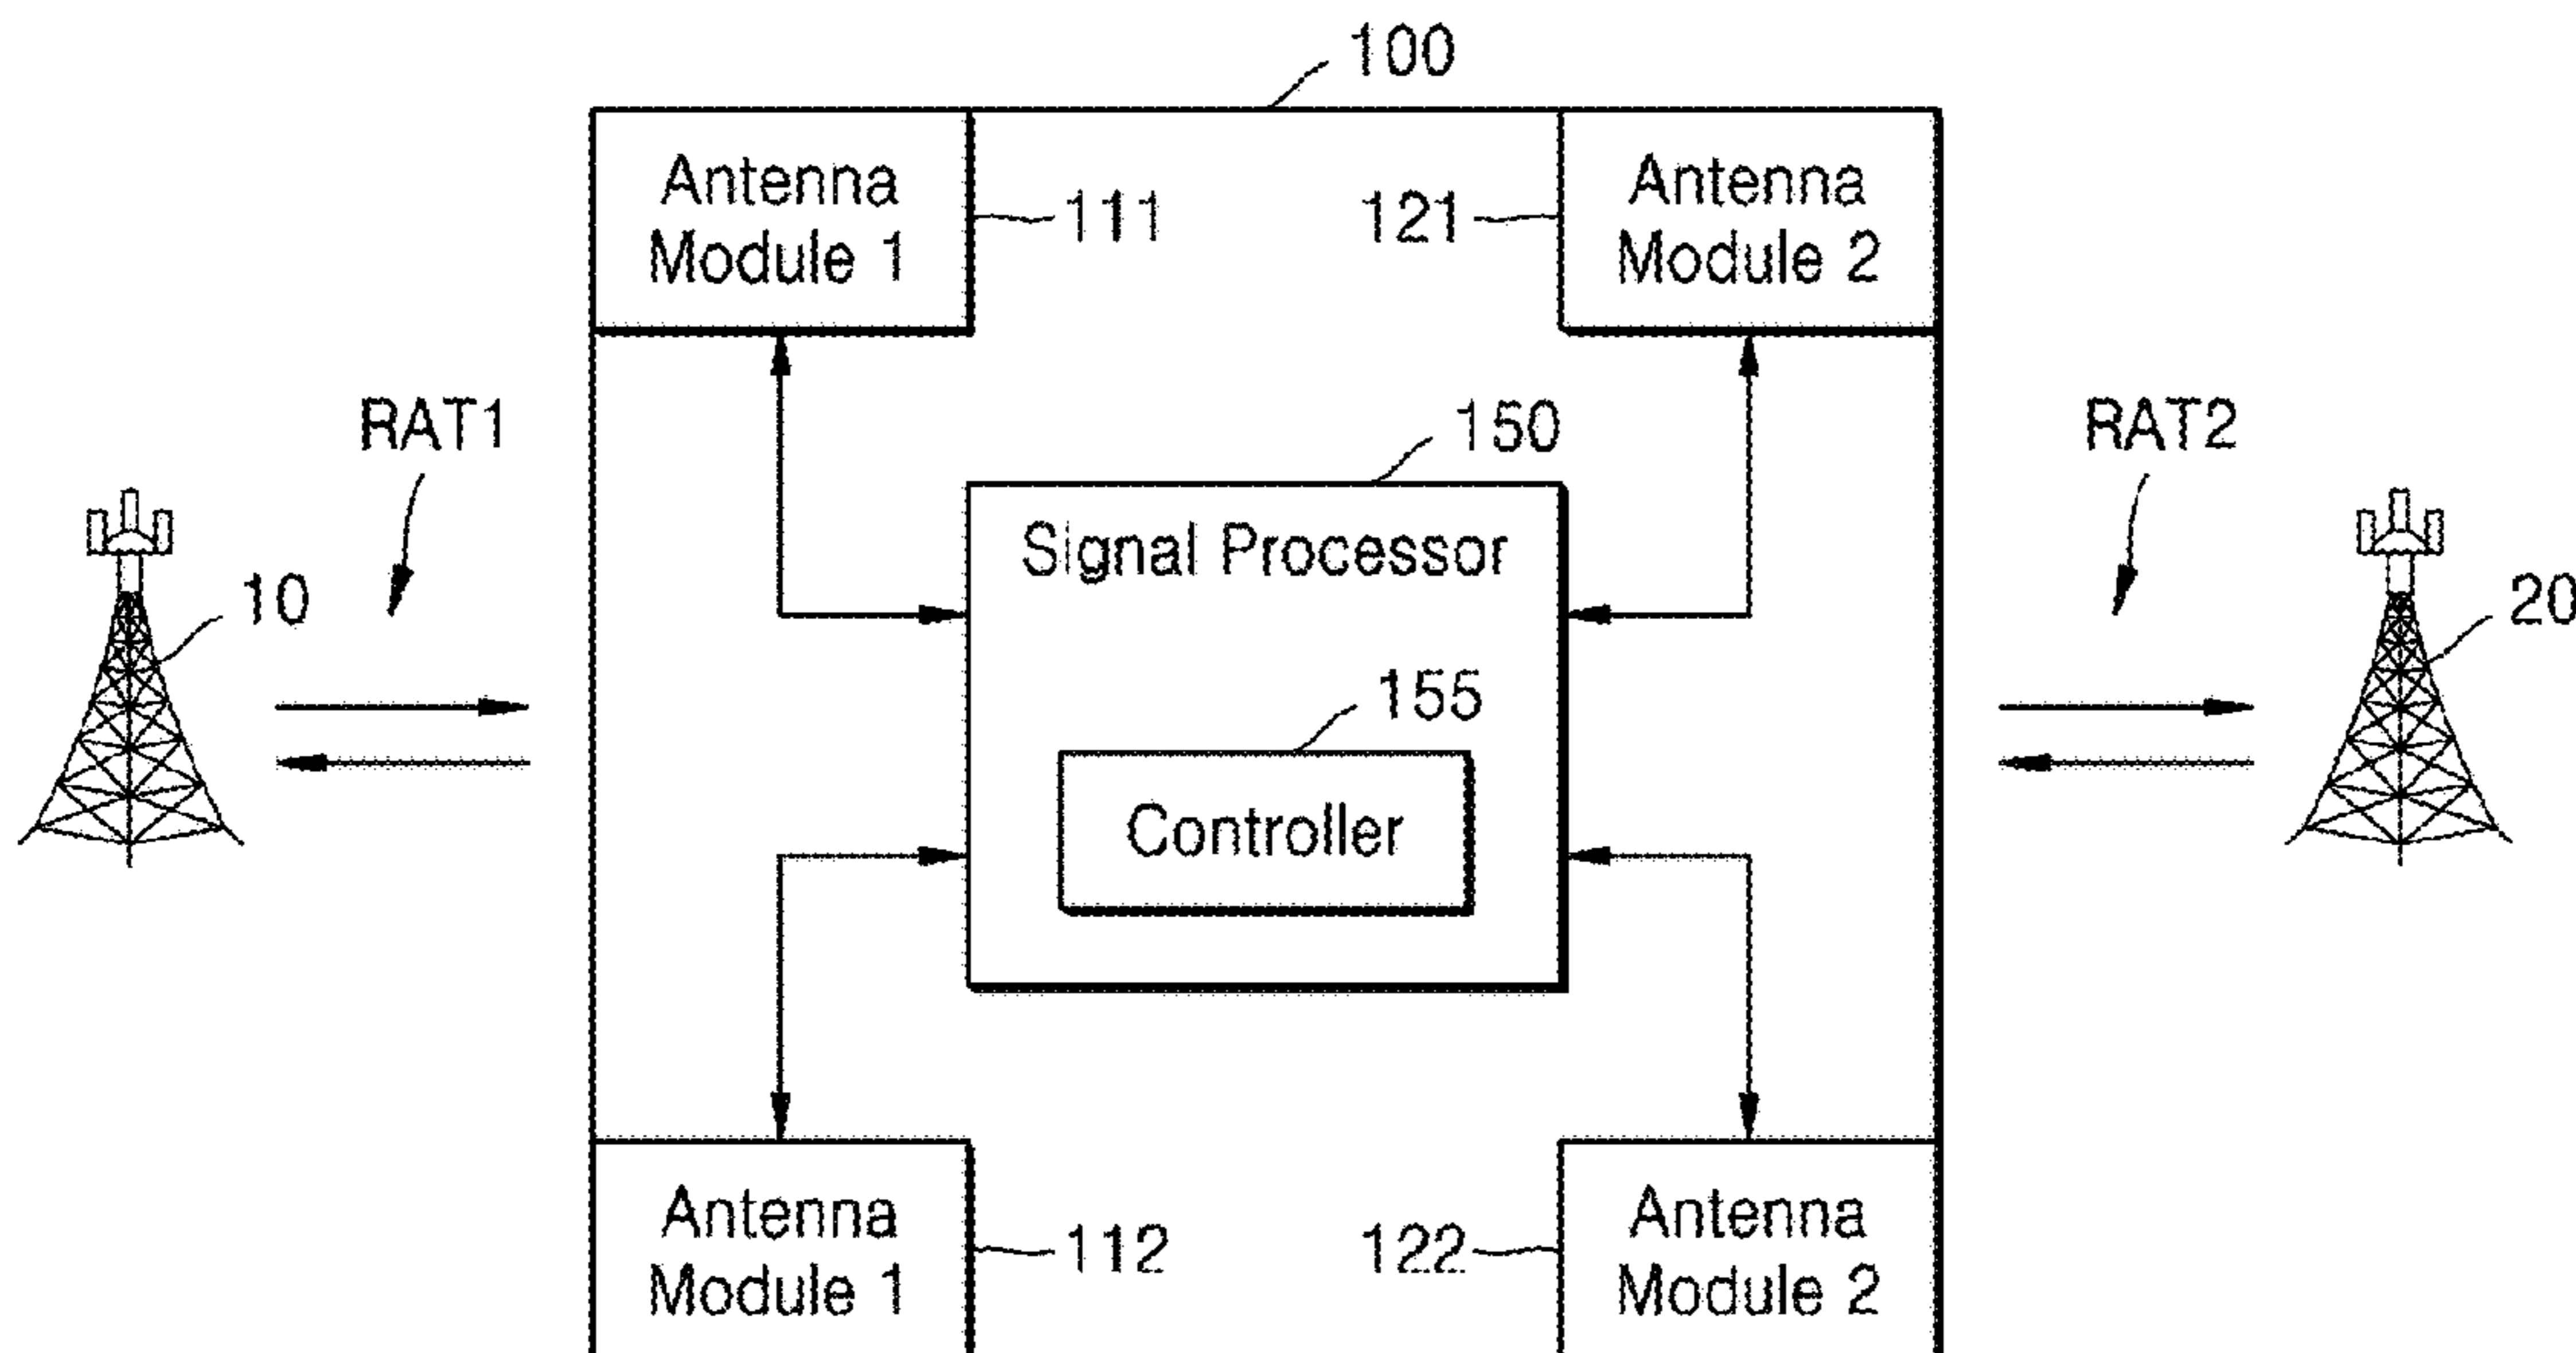 100
Antenna
Module 1
111
121
Antenna
Module 2
RAT1
150
RAT2
Signal Processor
10
20
155
Controller
Antenna
Module 1
112
122
Antenna
Module 2